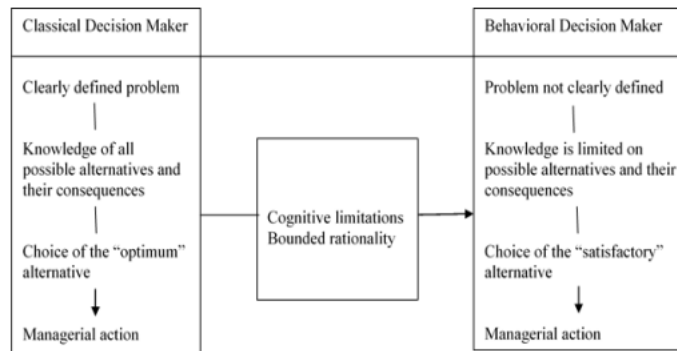 Classical Decision Maker
Clearly defined problem
Knowledge of all
possible alternatives and
their consequences
Choice of the “optimum”
alternative
Managerial action
Cognitive limitations
Bounded rationality
Behavioral Decision Maker
Problem not clearly defined
Knowledge is limited on
possible alternatives and their
consequences
Choice of the “satisfactory”
alternative
Managerial action